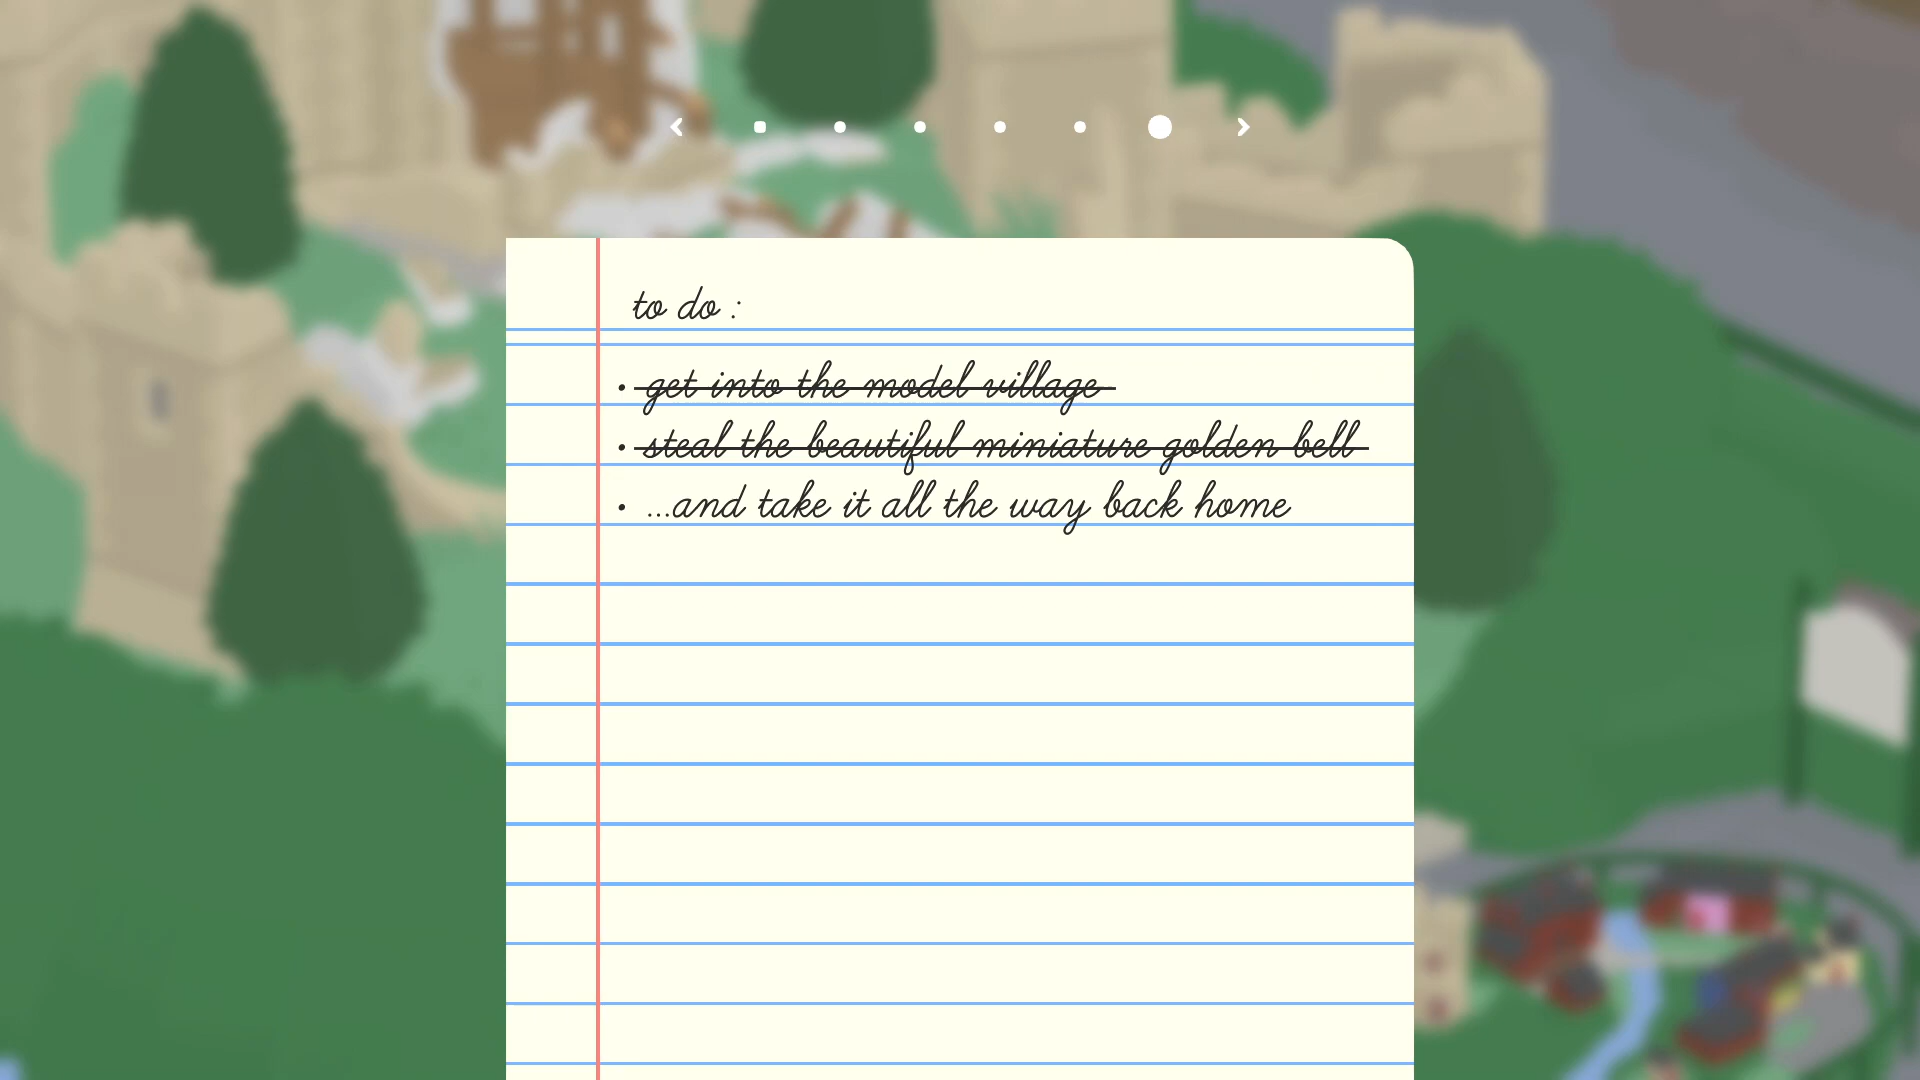 to do :
• get into the model village
• steal the beautiful miniature golden bell
• ...and take it all the way back home